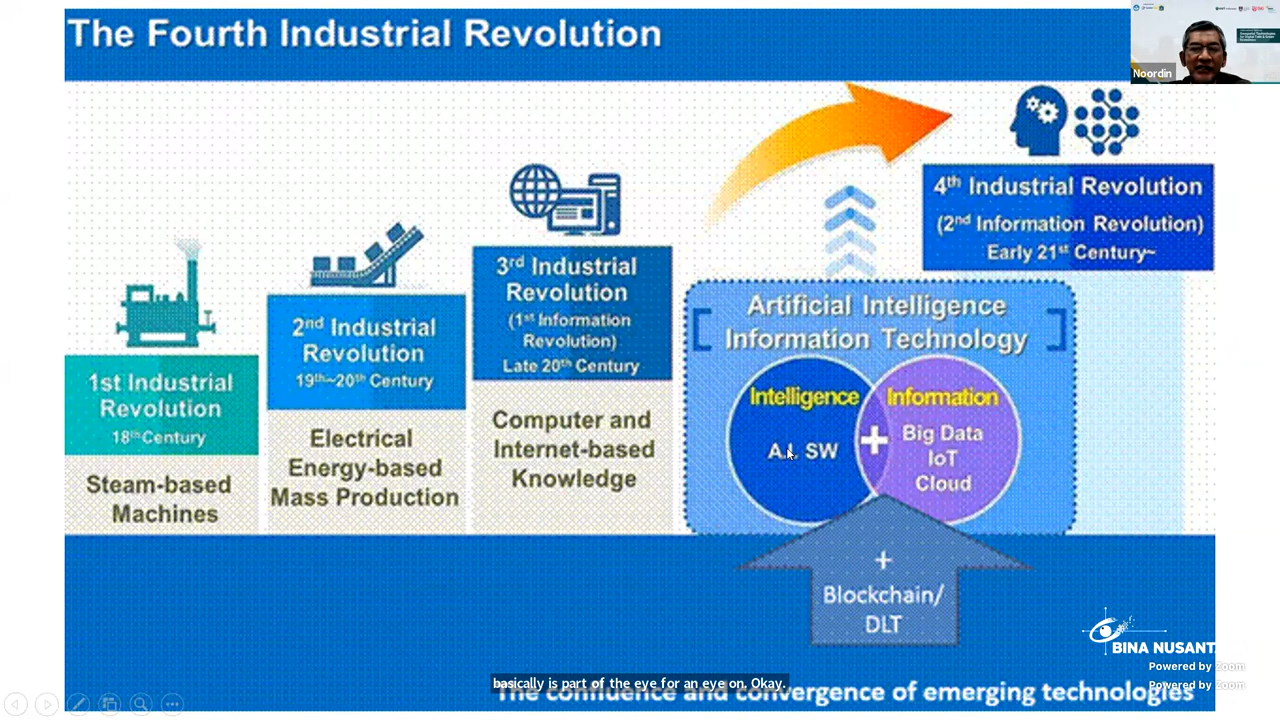 The Fourth Industrial Revolution
Noordin
4th Industrial Revolution
(2nd Information Revolution)
Early 21st Century~
3rd Industrial
Revolution
(1st Information
Revolution)
Late 20th Century
2nd Industrial
Revolution
19th~20th Century
1st Industrial
Revolution
18th Century
Steam-based
Machines
Electrical
Energy-based
Mass Production
Computer and
Internet-based
Knowledge
Artificial Intelligence
Information Technology
Intelligence
A.I. SW
+
Information
Big Data
IoT
Cloud
+
Blockchain/
DLT
BINA NUSANT
Powered by Zoom
Powered by Zoom
basically is part of the eye for an eye on. Okay.
The confluence and convergence of emerging technologies